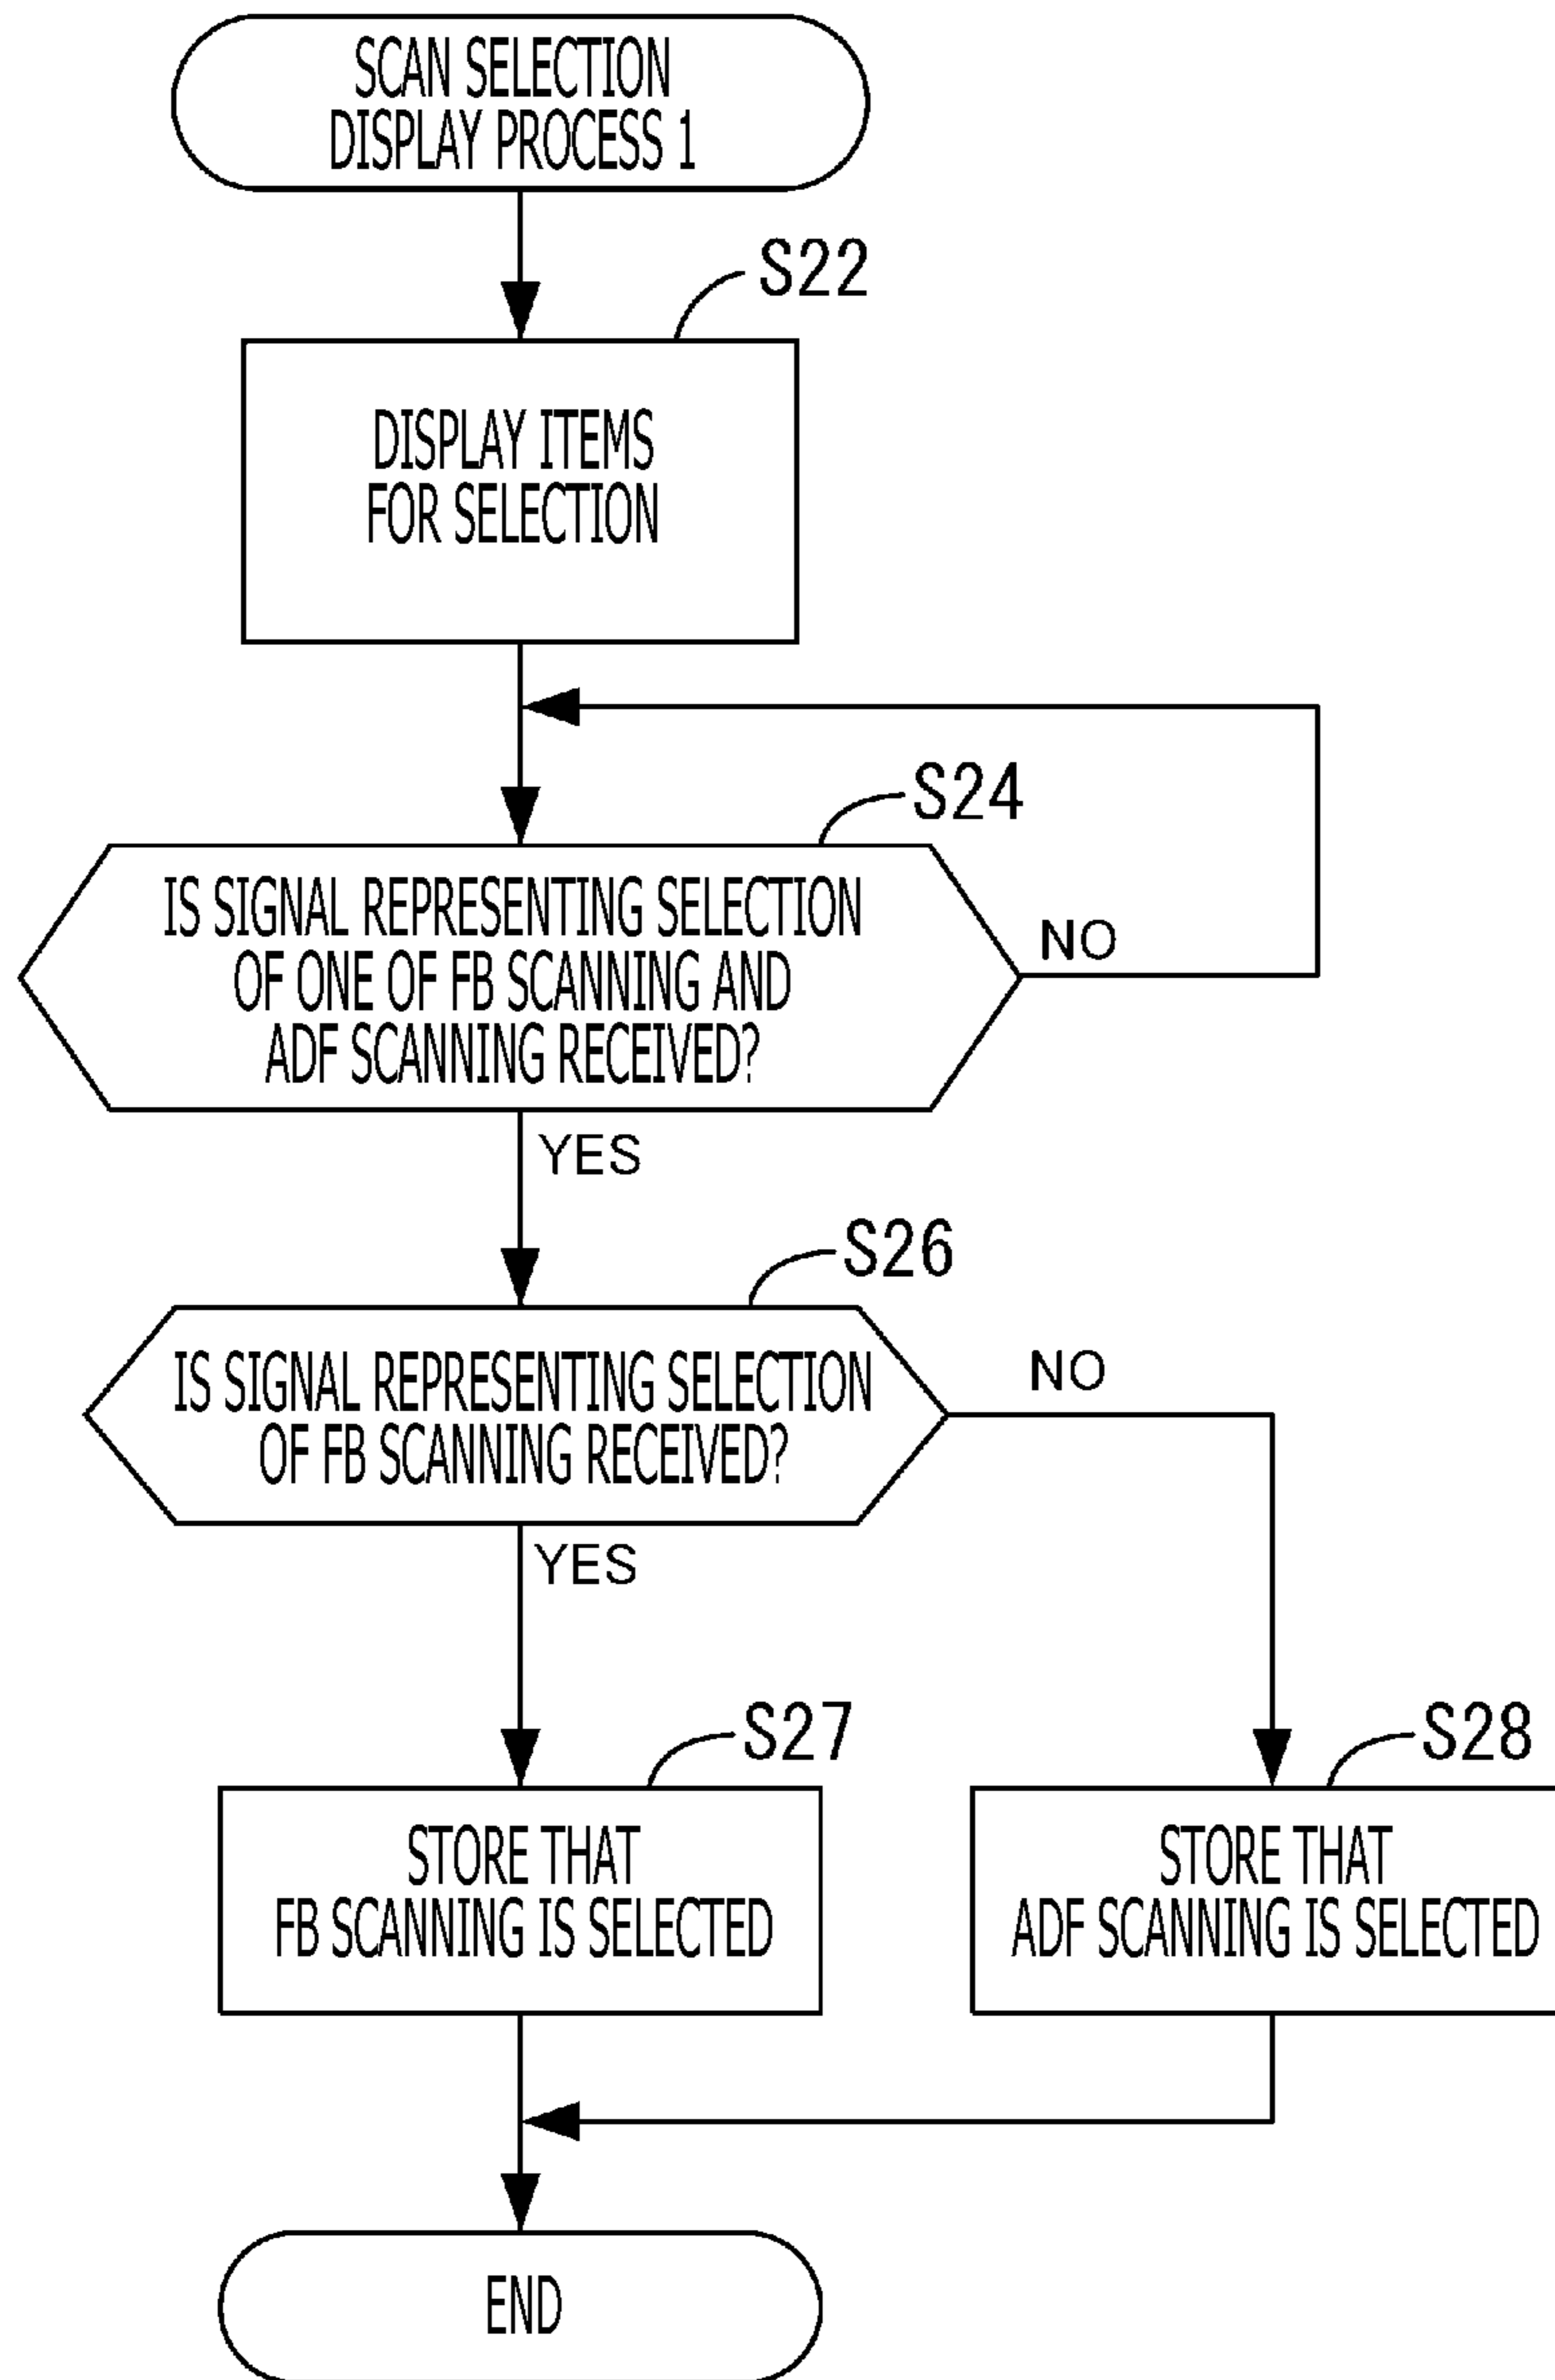 SCAN SELECTION
DISPLAY PROCESS 1
S22
DISPLAY ITEMS
FOR SELECTION
S24
IS SIGNAL REPRESENTING SELECTION
OF ONE OF FB SCANNING AND
ADF SCANNING RECEIVED?
NO
YES
S26
IS SIGNAL REPRESENTING SELECTION
OF FB SCANNING RECEIVED?
NO
YES
S27
STORE THAT
FB SCANNING IS SELECTED
S28
STORE THAT
ADF SCANNING IS SELECTED
END